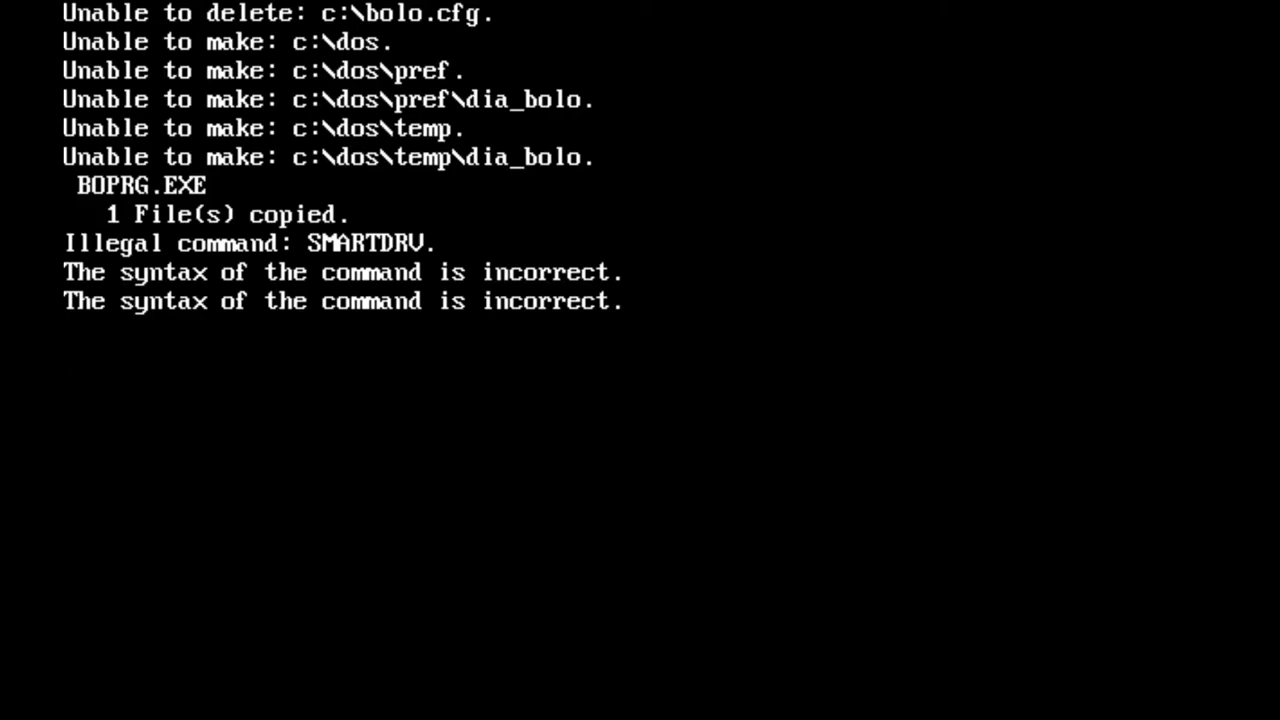 Unable to delete: c:\bolo.cfg.
Unable to make: c:\dos.
Unable to make: c:\dos\pref.
Unable to make: c:\dos\pref\dia_bolo.
Unable to make: c:\dos\temp.
Unable to make: c:\dos\temp\dia_bolo.
BOPRG.EXE
1 File(s) copied.
Illegal command: SMARTDRV.
The syntax of the command is incorrect.
The syntax of the command is incorrect.